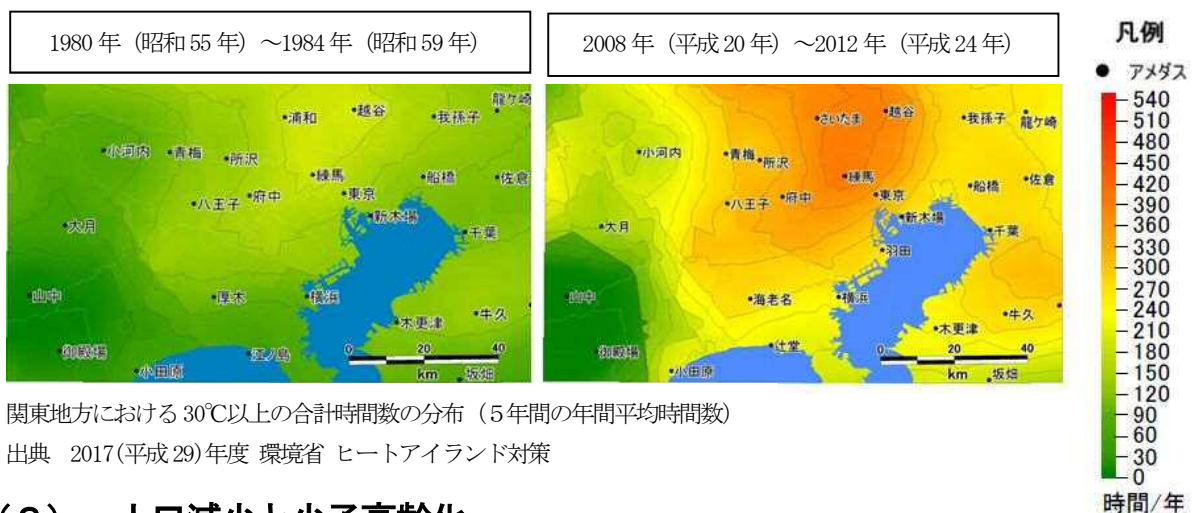 1980年（昭和55年）～1984年（昭和59年）
2008年（平成20年）～2012年（平成24年）
凡例
アメダス
540
510
480
450
420
390
360
330
300
270
240
210
180
150
120
90
60
30
0
時間/年
浦和
越谷
龍ケ崎
我孫子
小河内
青梅
所沢
練馬
船橋
佐倉
八王子
府中
東京
新木場
大月
千葉
山中
厚木
横浜
牛久
木更津
御殿場
江ノ島
小田原
0 20 40
km
坂畑
さいたま
越谷
我孫子
龍ケ崎
小河内
青梅
所沢
練馬
船橋
佐倉
八王子
府中
東京
新木場
大月
千葉
羽田
山中
海老名
横浜
牛久
木更津
御殿場
辻堂
小田原
0 20 40
km
坂畑
関東地方における30℃以上の合計時間数の分布（５年間の年間平均時間数）
出典　2017(平成29)年度 環境省 ヒートアイランド対策